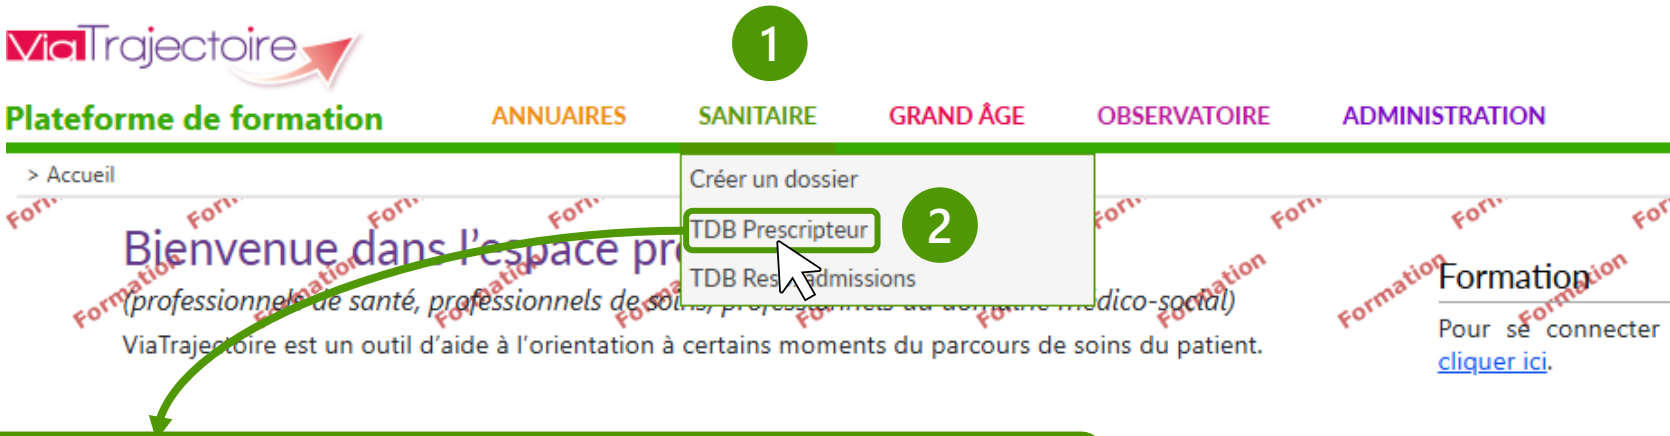 ViaTrajectoire
1
Plateforme de formation ANNUAIRES SANITAIRE GRAND ÂGE OBSERVATOIRE ADMINISTRATION
> Accueil
Créer un dossier
TDB Prescripteur
2
TDB admissions
Bienvenue dans l'espace
(professionnels de santé, professionnels de médico-social)
ViaTrajectoire est un outil d'aide à l'orientation à certains moments du parcours de soins du patient.
Formation
Pour se connecter
cliquer ici.